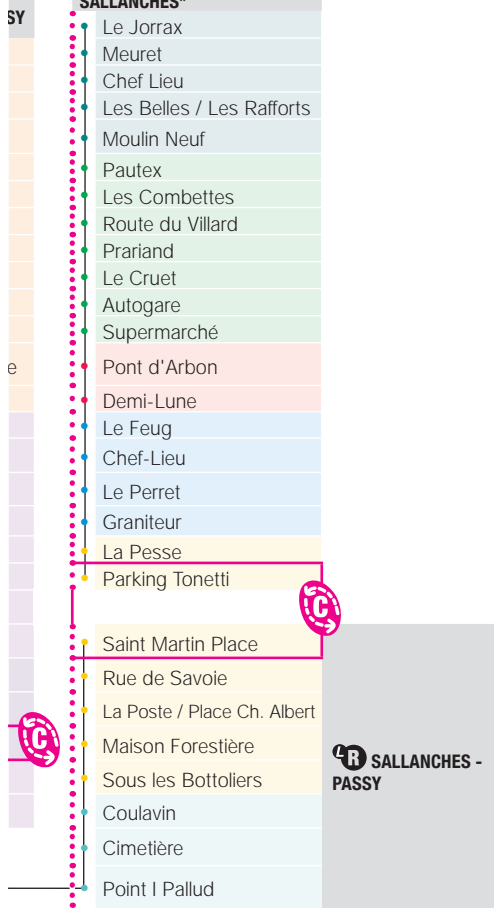 SSY
SALLANCHES"
Le Jorrax
Meuret
Chef Lieu
Les Belles / Les Rafforts
Moulin Neuf
Pautex
Les Combettes
Route du Villard
Prariand
Le Cruet
Autogare
Supermarché
e
Pont d'Arbon
Demi-Lune
Le Feug
Chef-Lieu
Le Perret
Graniteur
La Pesse
Parking Tonetti
C
Saint Martin Place
Rue de Savoie
La Poste / Place Ch. Albert
C
Maison Forestière
Sous les Bottoliers
LR SALLANCHES -
PASSY
Coulavin
Cimetière
Point I Pallud